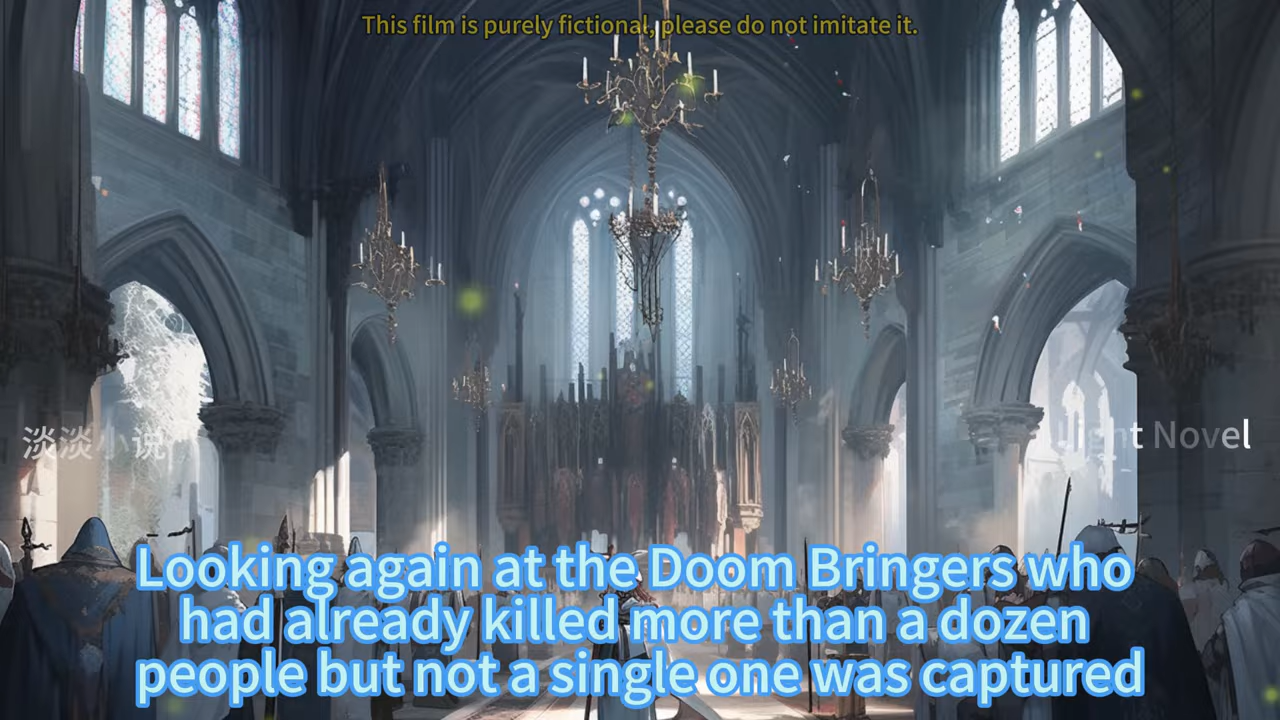 This film is purely fictional, please do not imitate it.
淡淡小说
Light Novel
Looking again at the Doom Bringers who
had already killed more than a dozen
people but not a single one was captured